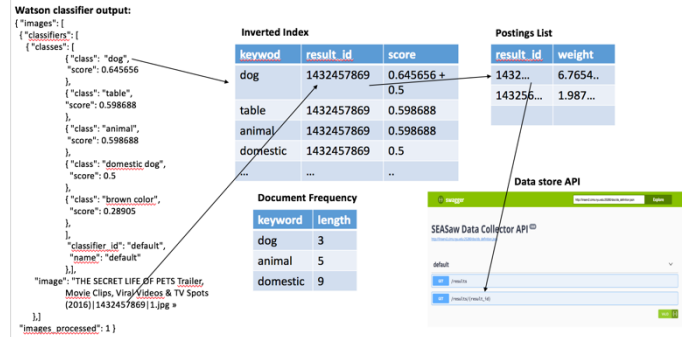 Watson classifier output:
{ "images": [
{ "classifiers": [
{ "classes": [
{ "class": "dog",
"score": 0.645656
},
{ "class": "table",
"score": 0.598688
},
{ "class": "animal",
"score": 0.598688
},
{ "class": "domestic dog",
"score": 0.5
},
{ "class": "brown color",
"score": 0.28905
},
],
"classifier_id": "default",
"name": "default"
},],
"image": "THE SECRET LIFE OF PETS Trailer,
Movie Clips, Viral Videos & TV Spots
(2016)|1432457869|1.jpg »
},]
"images_processed": 1 }
Inverted Index
keywod result_id score
dog 1432457869 0.645656 +
0.5
table 1432457869 0.598688
animal 1432457869 0.598688
domestic 1432457869 0.5
... ... ..
Document Frequency
keyword length
dog 3
animal 5
domestic 9
Postings List
result_id weight
1432... 6.7654..
143256... 1.987...
Data store API
swagger
Explore
SEASaw Data Collector API
default
GET /results
GET /results/{result_id}